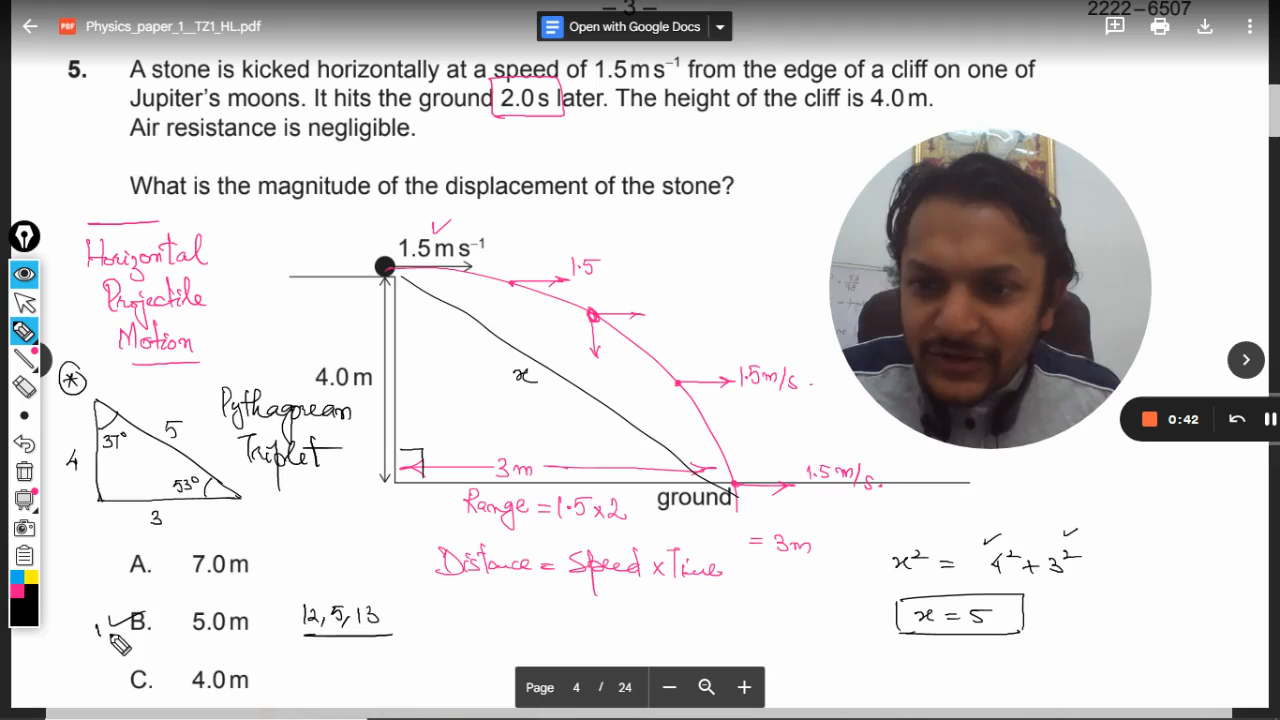 – 3 –
2222-6507
Physics_paper_1__TZ1_HL.pdf
Open with Google Docs
5. A stone is kicked horizontally at a speed of 1.5 m s⁻¹ from the edge of a cliff on one of
Jupiter's moons. It hits the ground 2.0 s later. The height of the cliff is 4.0 m.
Air resistance is negligible.
What is the magnitude of the displacement of the stone?
Horizontal
Projectile
Motion
1.5 m s⁻¹
1.5
4.0 m
x
1.5 m/s.
Pythagorean
Triplet
37°
5
4
53°
3
3m
1.5 m/s.
ground
Range = 1.5 x 2
= 3m
Distance = Speed x Time
x² = 4² + 3²
x = 5
A. 7.0 m
B. 5.0 m
12, 5, 13
C. 4.0 m
0:42
Page 4 / 24